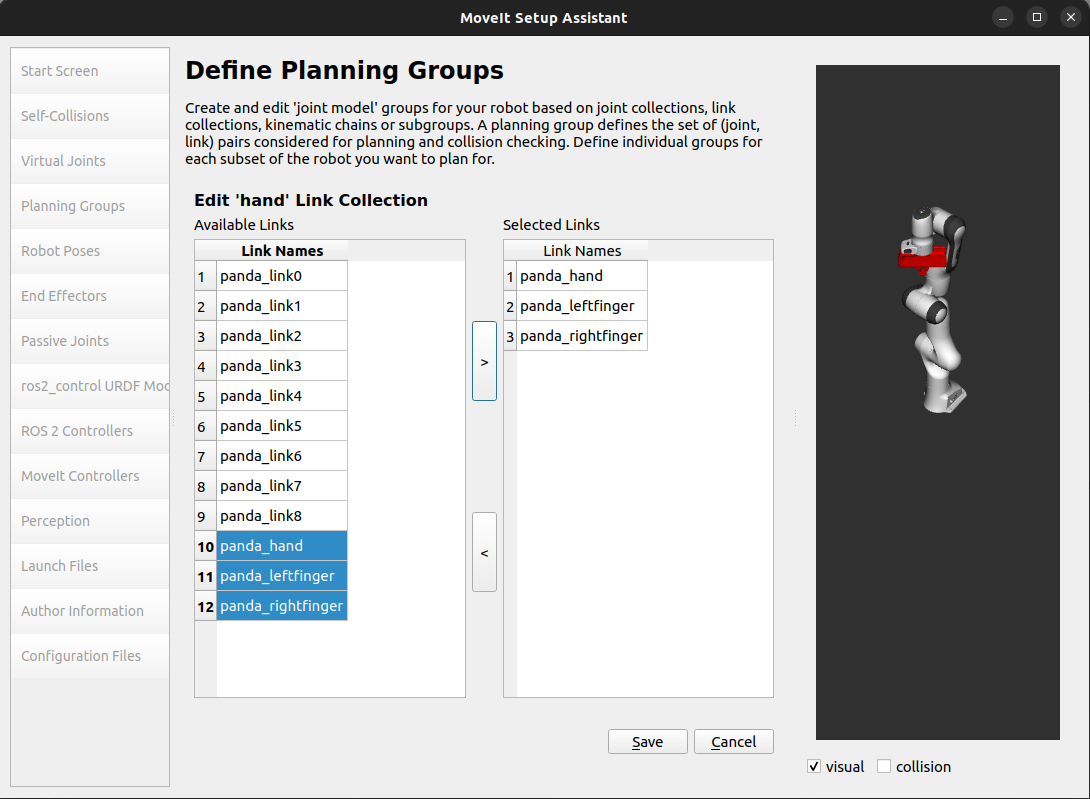 MoveIt Setup Assistant
Start Screen
Self-Collisions
Virtual Joints
Planning Groups
Robot Poses
End Effectors
Passive Joints
ros2_control URDF Mo
ROS 2 Controllers
MoveIt Controllers
Perception
Launch Files
Author Information
Configuration Files
Define Planning Groups
Create and edit 'joint model' groups for your robot based on joint collections, link
collections, kinematic chains or subgroups. A planning group defines the set of (joint,
link) pairs considered for planning and collision checking. Define individual groups for
each subset of the robot you want to plan for.
Edit 'hand' Link Collection
Available Links
Link Names
1 panda_link0
2 panda_link1
3 panda_link2
4 panda_link3
5 panda_link4
6 panda_link5
7 panda_link6
8 panda_link7
9 panda_link8
10 panda_hand
11 panda_leftfinger
12 panda_rightfinger
>
<
Selected Links
Link Names
1 panda_hand
2 panda_leftfinger
3 panda_rightfinger
Save
Cancel
visual
collision